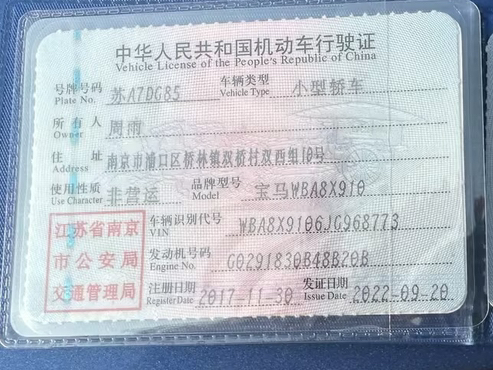 中华人民共和国机动车行驶证
Vehicle License of the People's Republic of China
号牌号码 苏A7DG85 车辆类型 小型轿车
Plate No. Vehicle Type
所有人 周雨
Owner
住址 南京市浦口区桥林镇双桥村双西组18号
Address
使用性质 非营运 品牌型号 宝马WBA8X910
Use Character Model
江苏省南京
市公安局
交通管理局
车辆识别代号 WBA8X9106JG968773
VIN
发动机号码 G0291830B48B20B
Engine No.
注册日期 2017-11-30 发证日期 2022-09-20
Register Date Issue Date